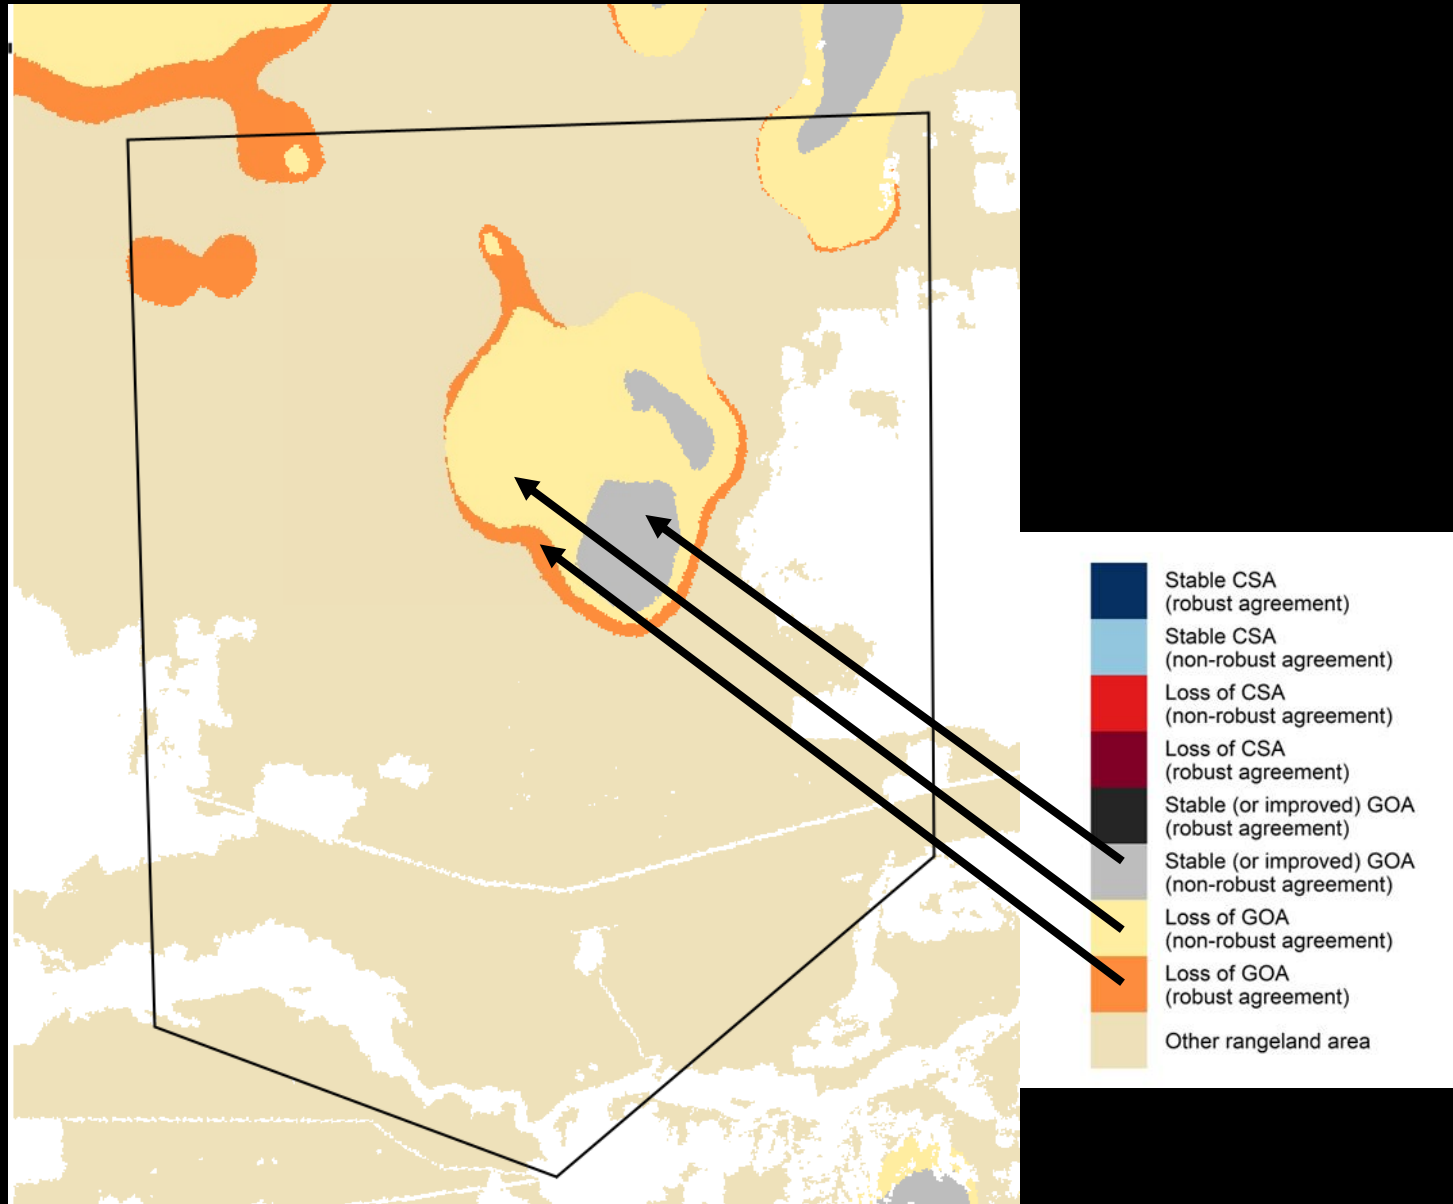 Stable CSA
(robust agreement)
Stable CSA
(non-robust agreement)
Loss of CSA
(non-robust agreement)
Loss of CSA
(robust agreement)
Stable (or improved) GOA
(robust agreement)
Stable (or improved) GOA
(non-robust agreement)
Loss of GOA
(non-robust agreement)
Loss of GOA
(robust agreement)
Other rangeland area